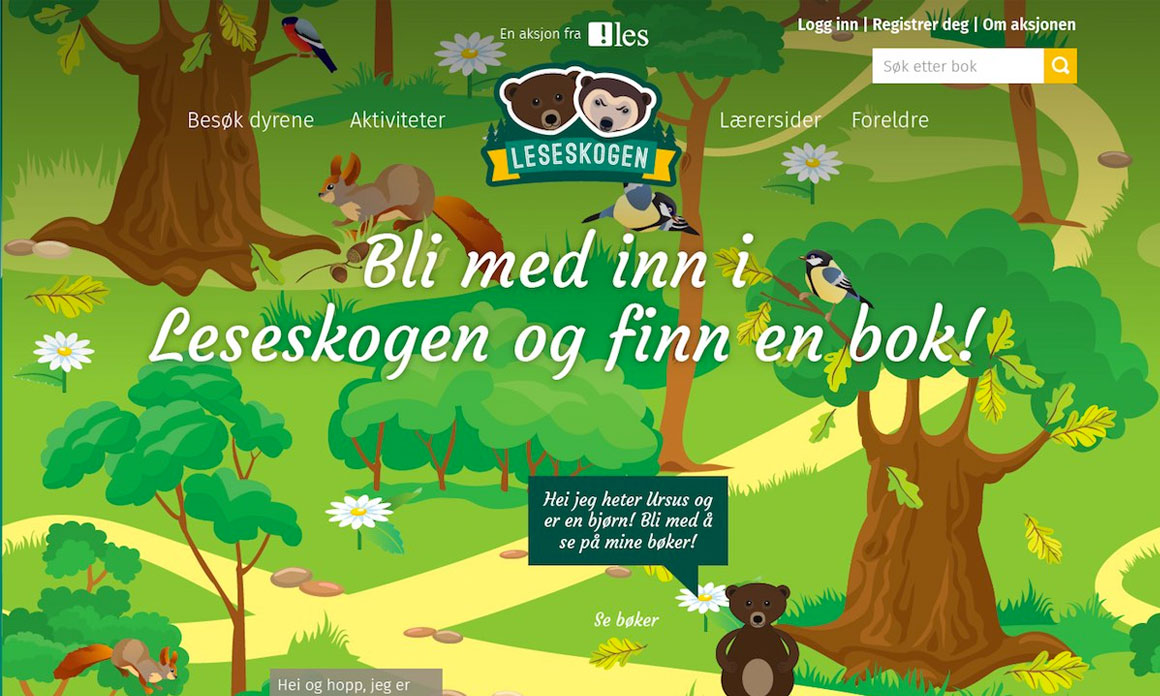 En aksjon fra !les
Logg inn | Registrer deg | Om aksjonen
Søk etter bok
Besøk dyrene
Aktiviteter
LESESKOGEN
Lærersider
Foreldre
Bli med inn i
Leseskogen og finn en bok!
Hei jeg heter Ursus og
er en bjørn! Bli med å
se på mine bøker!
Se bøker
Hei og hopp, jeg er